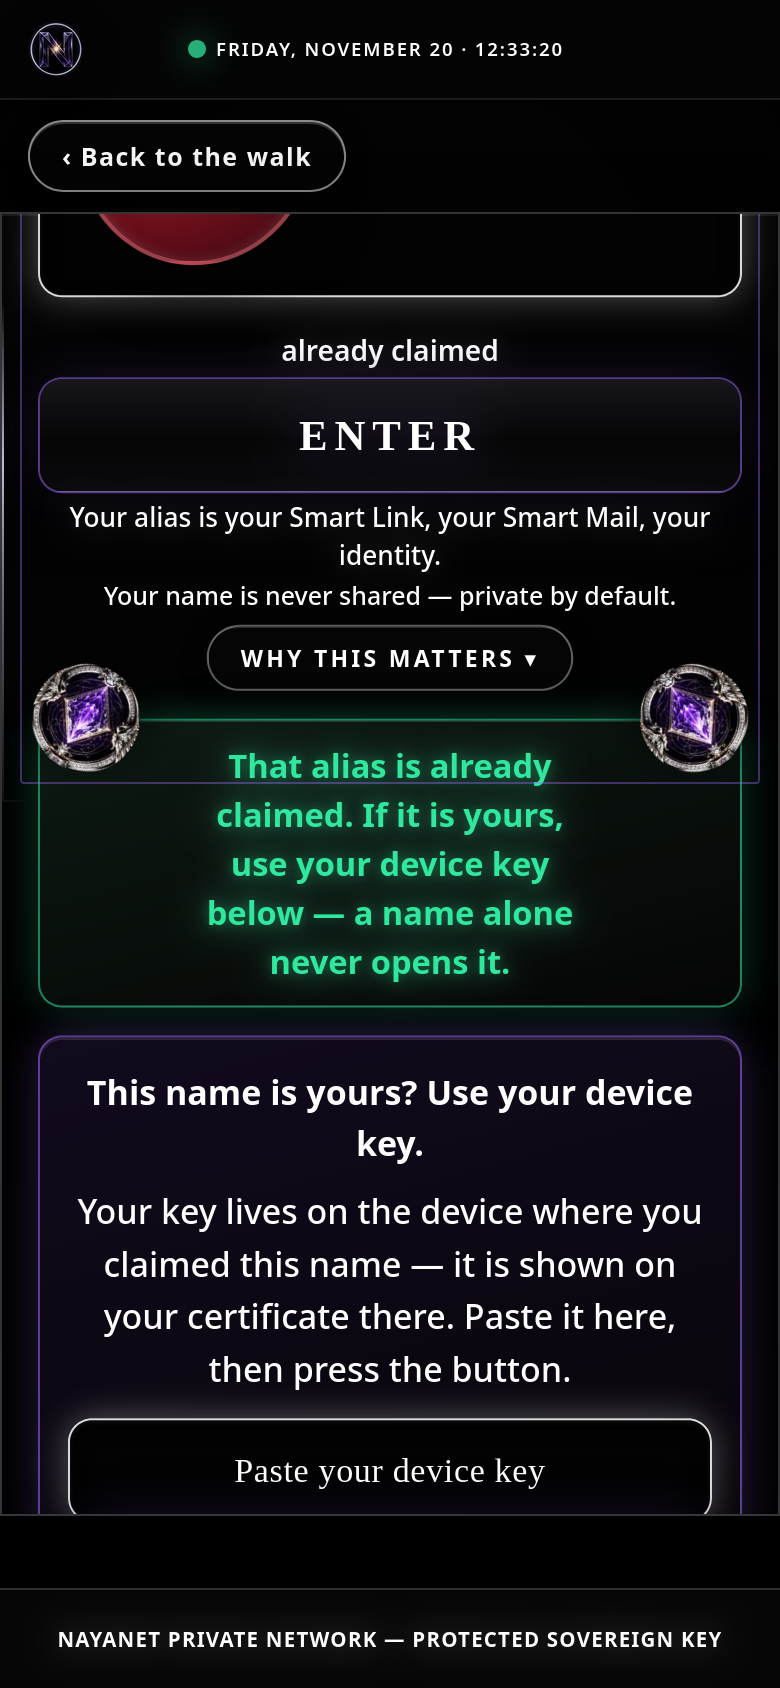 FRIDAY, NOVEMBER 20 · 12:33:20
‹ Back to the walk
already claimed
ENTER
Your alias is your Smart Link, your Smart Mail, your
identity.
Your name is never shared — private by default.
WHY THIS MATTERS ▾
That alias is already
claimed. If it is yours,
use your device key
below — a name alone
never opens it.
This name is yours? Use your device
key.
Your key lives on the device where you
claimed this name — it is shown on
your certificate there. Paste it here,
then press the button.
Paste your device key
NAYANET PRIVATE NETWORK — PROTECTED SOVEREIGN KEY